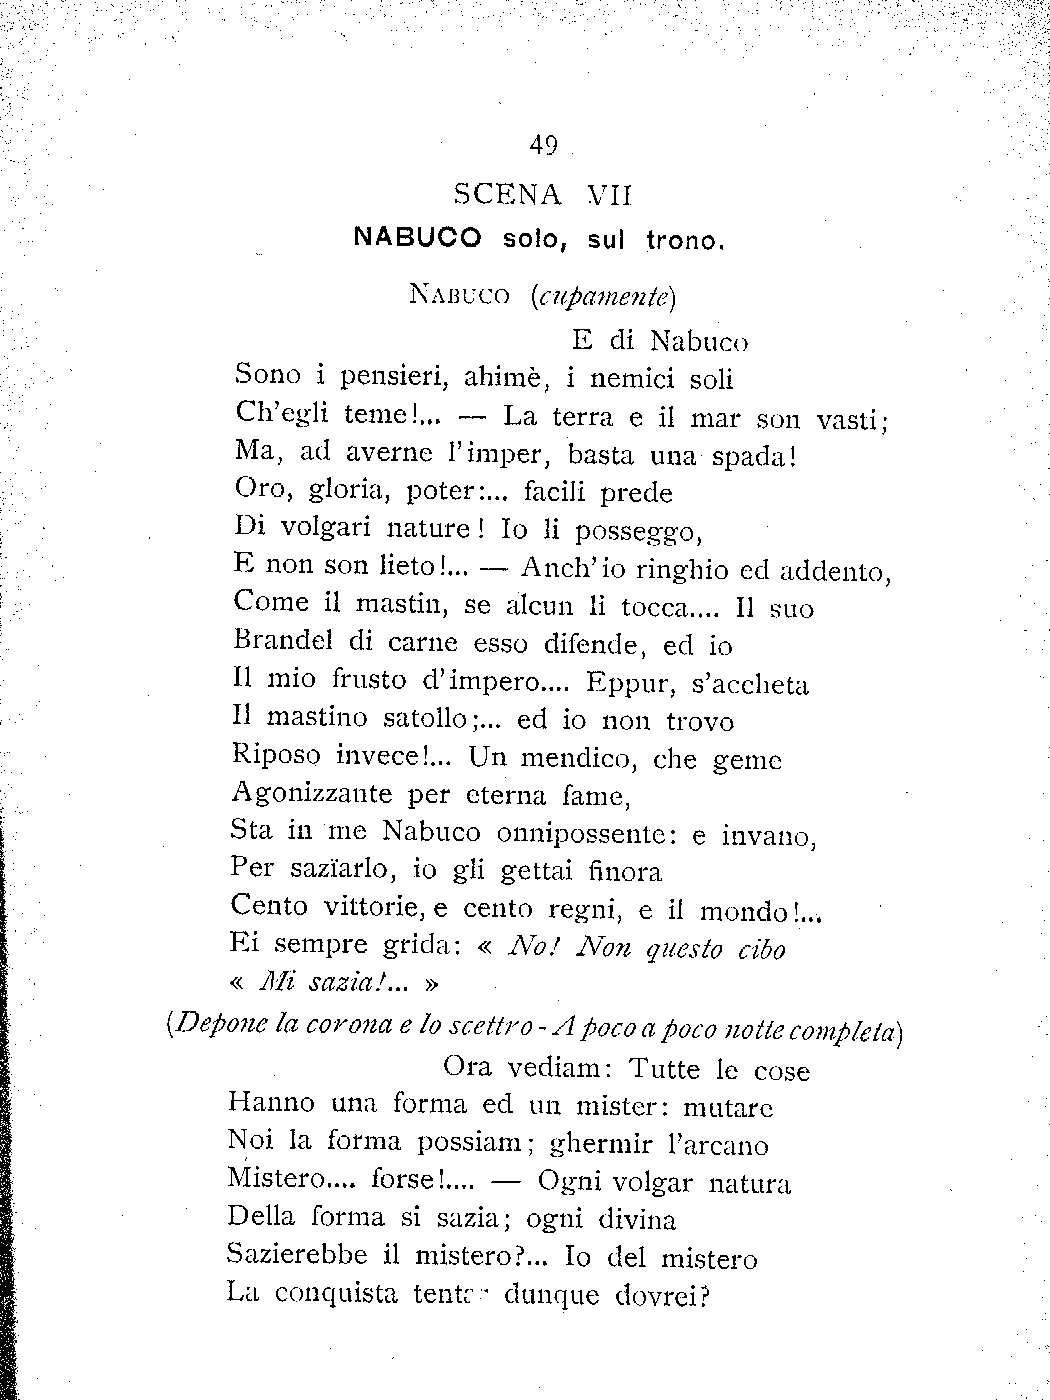 49
SCENA VII
NABUCO solo, sul trono.
NABUCO (cupamente)
E di Nabuco
Sono i pensieri, ahimè, i nemici soli
Ch'egli teme!... — La terra e il mar son vasti;
Ma, ad averne l'imper, basta una spada!
Oro, gloria, poter:... facili prede
Di volgari nature! Io li posseggo,
E non son lieto!... — Anch'io ringhio ed addento,
Come il mastin, se alcun li tocca.... Il suo
Brandel di carne esso difende, ed io
Il mio frusto d'impero.... Eppur, s'accheta
Il mastino satollo;... ed io non trovo
Riposo invece!... Un mendico, che geme
Agonizzante per eterna fame,
Sta in me Nabuco onnipossente: e invano,
Per sazïarlo, io gli gettai finora
Cento vittorie, e cento regni, e il mondo!...
Ei sempre grida: « No! Non questo cibo
« Mi sazia!... »
(Depone la corona e lo scettro - A poco a poco notte completa)
Ora vediam: Tutte le cose
Hanno una forma ed un mister: mutare
Noi la forma possiam; ghermir l'arcano
Mistero.... forse!.... — Ogni volgar natura
Della forma si sazia; ogni divina
Sazierebbe il mistero?... Io del mistero
La conquista tentar dunque dovrei?